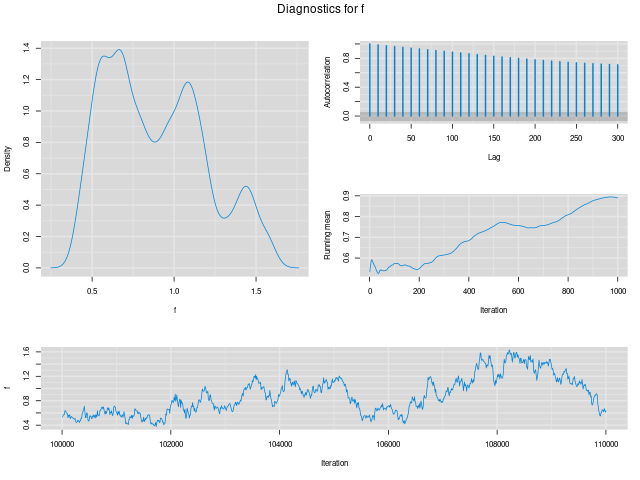 Diagnostics for f
Density
0.0 0.2 0.4 0.6 0.8 1.0 1.2 1.4
0.5 1.0 1.5
f
Autocorrelation
0.0 0.4 0.8
0 50 100 150 200 250 300
Lag
Running mean
0.6 0.7 0.8 0.9
0 200 400 600 800 1000
Iteration
f
0.4 0.8 1.2 1.6
100000 102000 104000 106000 108000 110000
Iteration